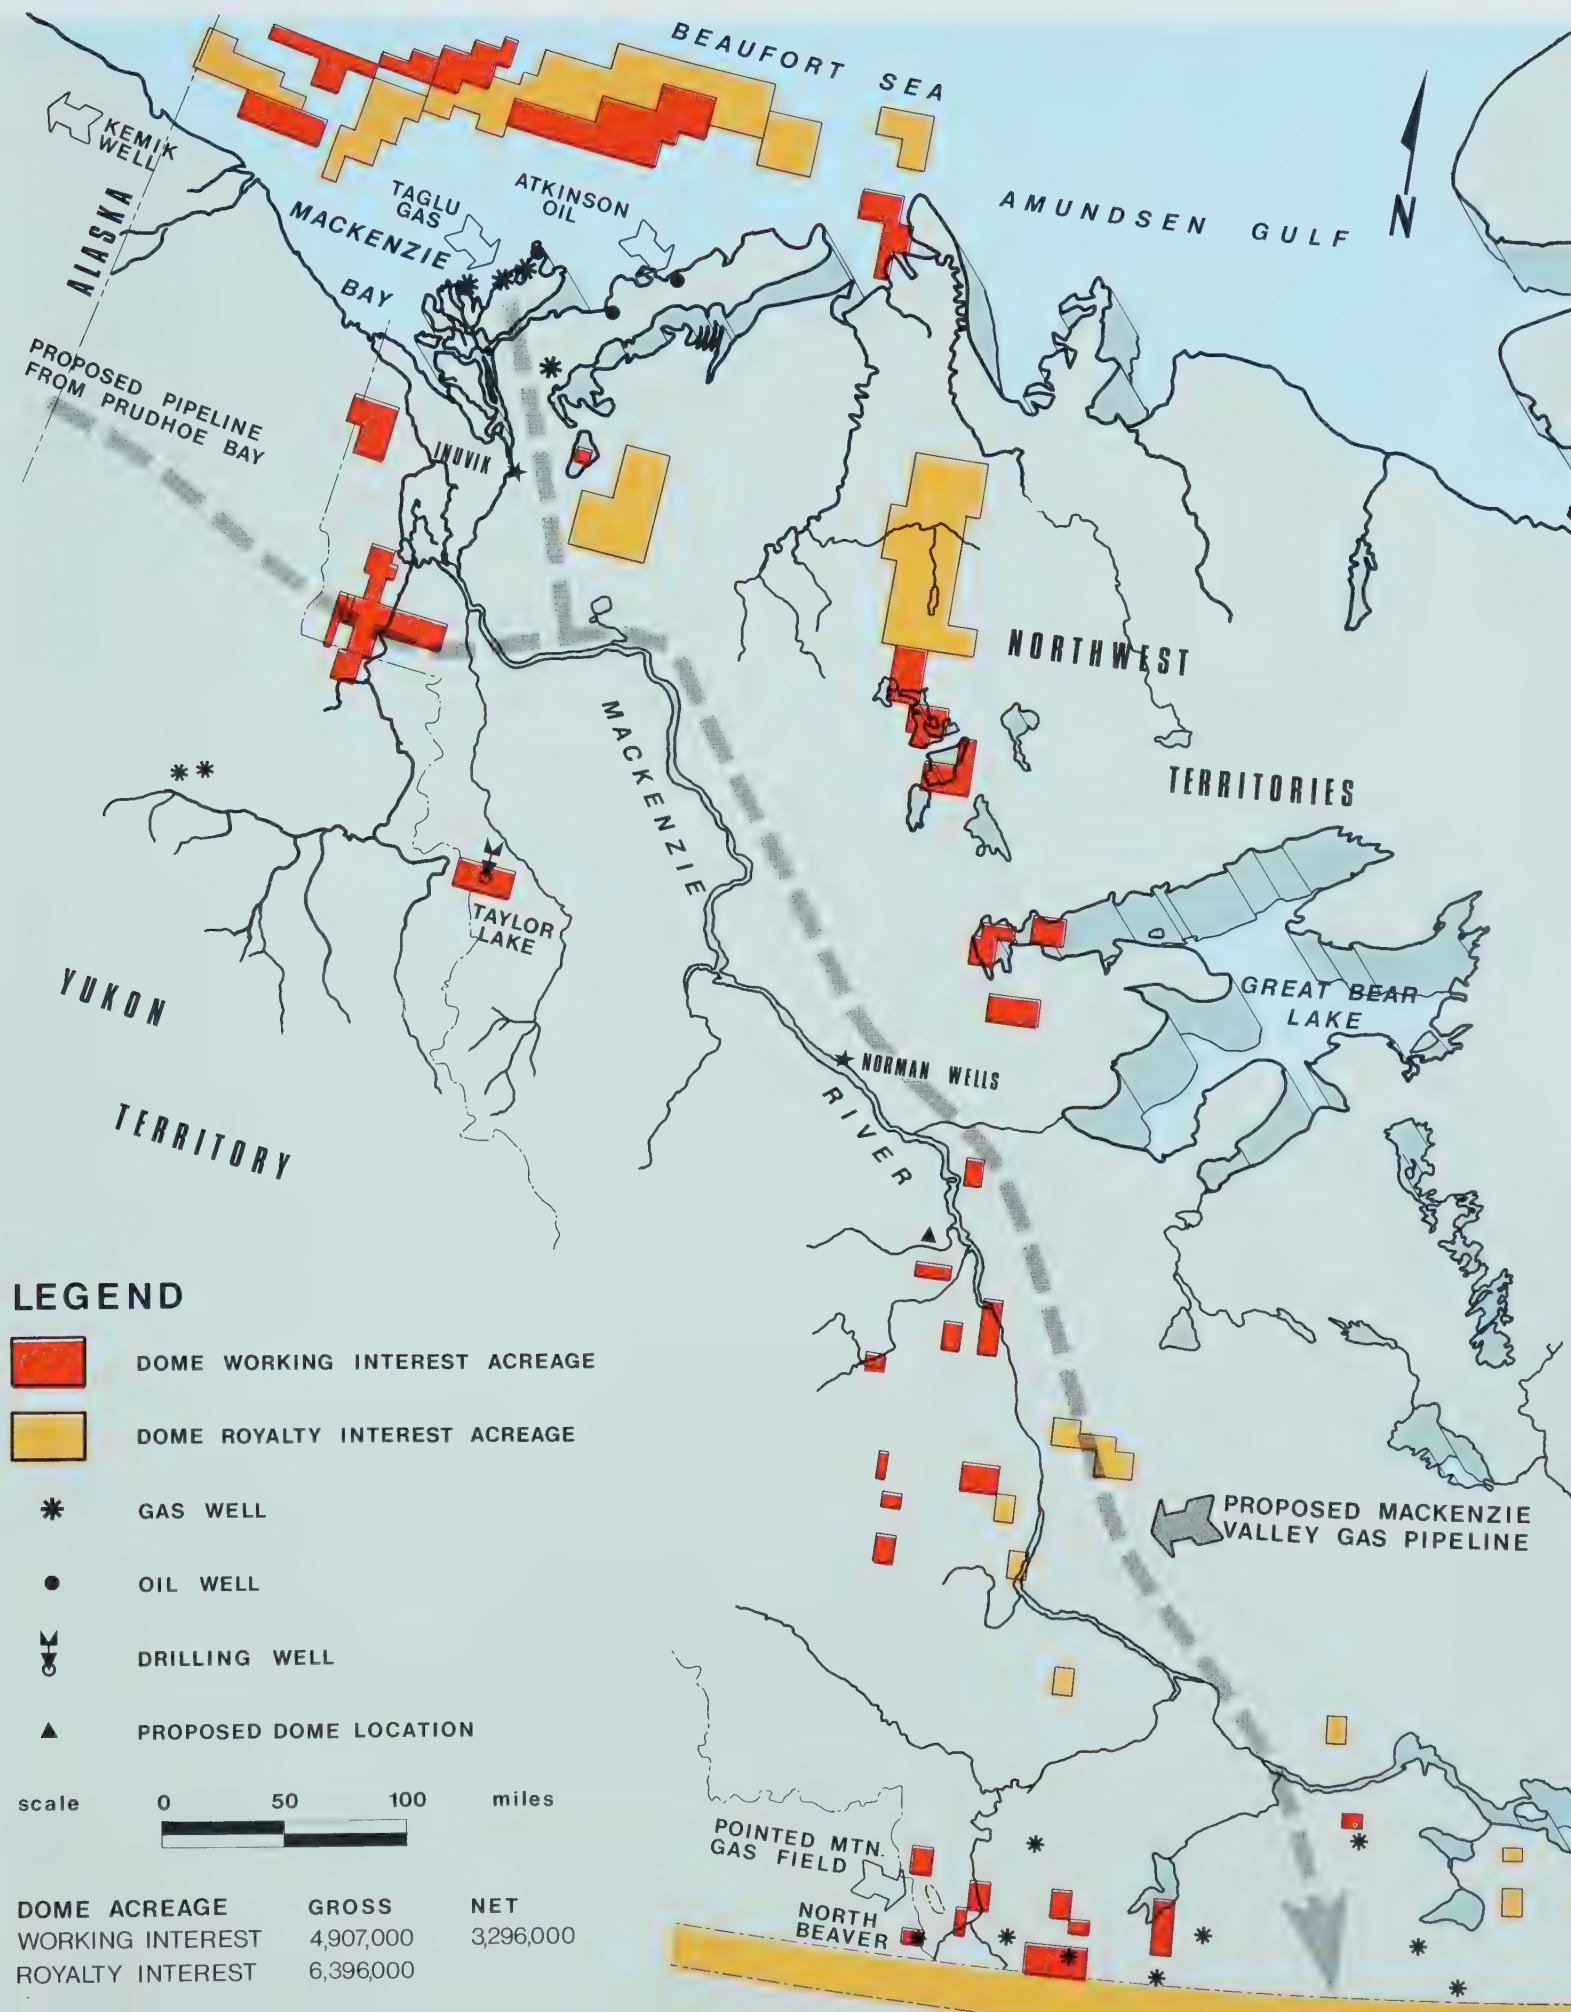 BEAUFORT SEA
KEMIK
WELL
ALASKA
TAGLU
GAS
ATKINSON
OIL
MACKENZIE
BAY
AMUNDSEN GULF
N
PROPOSED PIPELINE
FROM PRUDHOE BAY
INUVIK
NORTHWEST
TERRITORIES
MACKENZIE
RIVER
TAYLOR
LAKE
YUKON
TERRITORY
GREAT BEAR
LAKE
NORMAN WELLS
LEGEND
DOME WORKING INTEREST ACREAGE
DOME ROYALTY INTEREST ACREAGE
GAS WELL
OIL WELL
DRILLING WELL
PROPOSED DOME LOCATION
scale 0 50 100 miles
PROPOSED MACKENZIE
VALLEY GAS PIPELINE
POINTED MTN.
GAS FIELD
NORTH
BEAVER
DOME ACREAGE GROSS NET
WORKING INTEREST 4,907,000 3,296,000
ROYALTY INTEREST 6,396,000